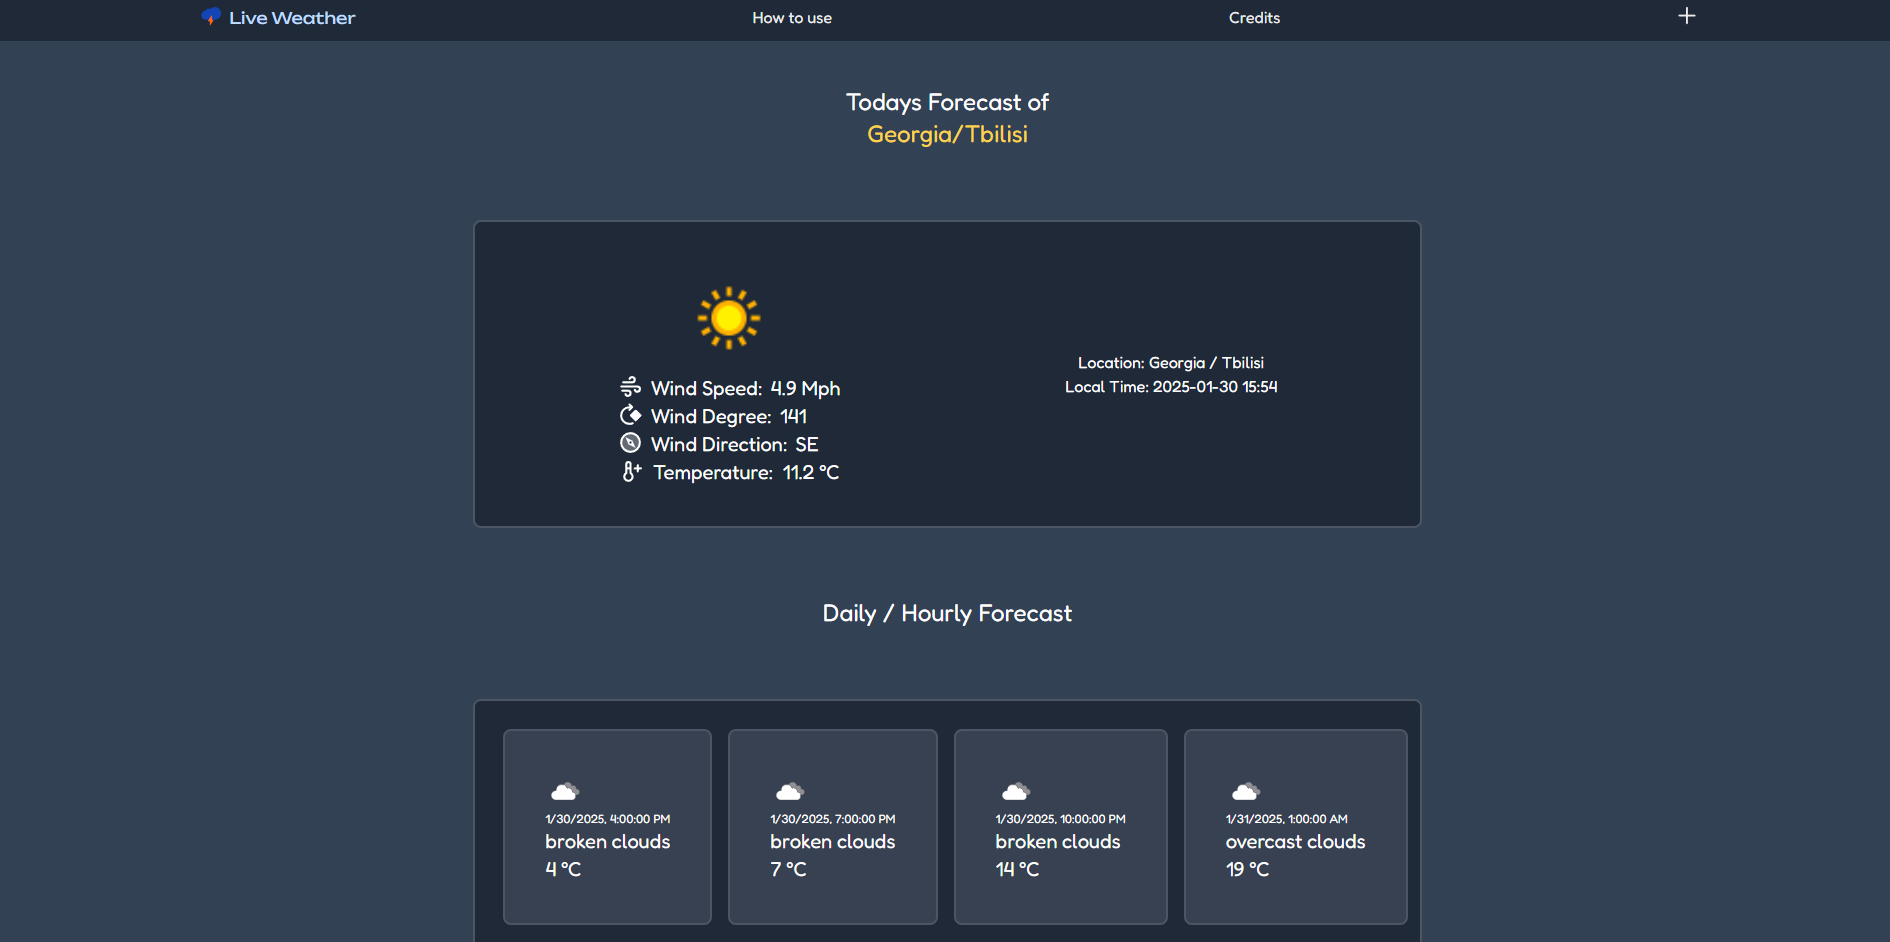 Live Weather
How to use
Credits
Todays Forecast of
Georgia/Tbilisi
Wind Speed: 4.9 Mph
Wind Degree: 141
Wind Direction: SE
Temperature: 11.2 °C
Location: Georgia / Tbilisi
Local Time: 2025-01-30 15:54
Daily / Hourly Forecast
1/30/2025, 4:00:00 PM
broken clouds
4 °C
1/30/2025, 7:00:00 PM
broken clouds
7 °C
1/30/2025, 10:00:00 PM
broken clouds
14 °C
1/31/2025, 1:00:00 AM
overcast clouds
19 °C